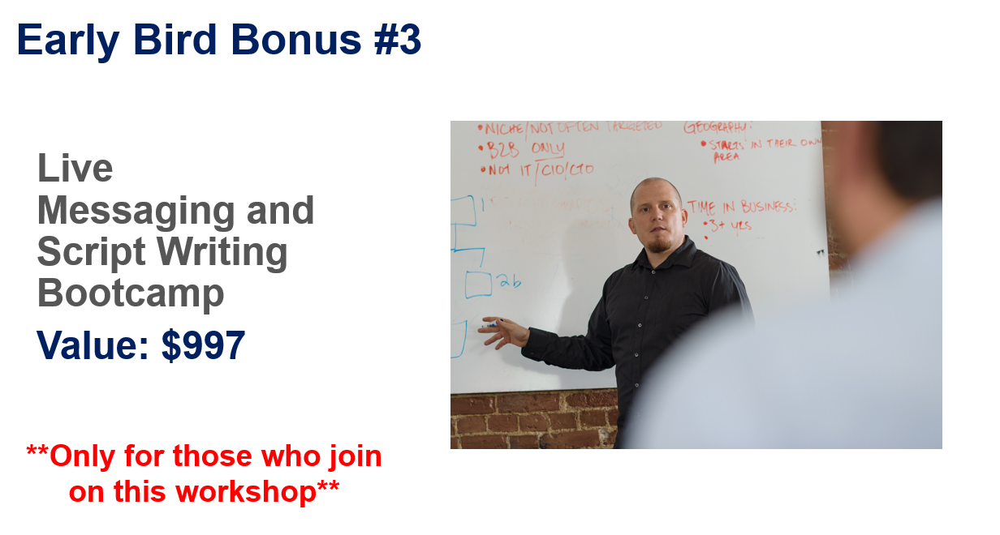 Early Bird Bonus #3
Live
Messaging and
Script Writing
Bootcamp
Value: $997
**Only for those who join
on this workshop**
•NICHE/NOT OFTEN TARGETED
•B2B ONLY
•NOT IT/CIO/CTO
GEOGRAPHY:
•STARTS IN THEIR OWN
AREA
TIME IN BUSINESS:
•3+ YRS
•
1
2b